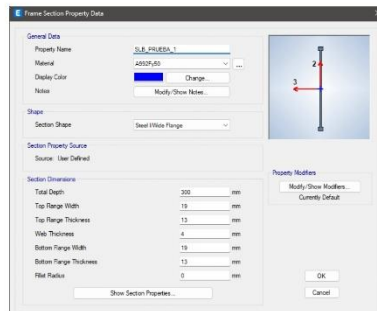 Frame Section Property Data
General Data
Property Name SLB_PRUEBA_1
Material A992Fy50 ...
Display Color Change...
Notes Modify/Show Notes...
Shape
Section Shape Steel I/Wide Flange
Section Property Source
Source: User Defined
Section Dimensions
Total Depth 300 mm
Top Flange Width 19 mm
Top Flange Thickness 13 mm
Web Thickness 4 mm
Bottom Flange Width 19 mm
Bottom Flange Thickness 13 mm
Fillet Radius 0 mm
Show Section Properties...
2
3
Property Modifiers
Modify/Show Modifiers...
Currently Default
OK
Cancel